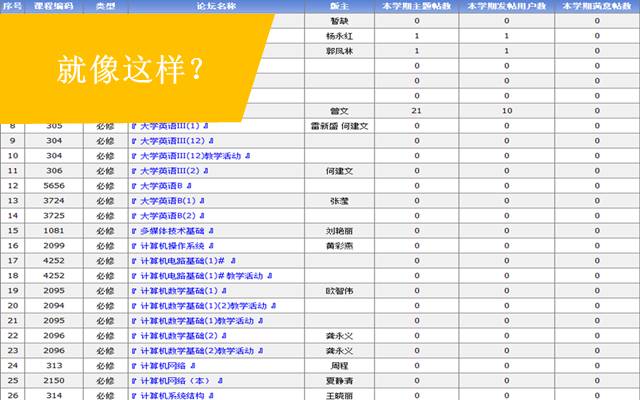 序号 课程编码 类型 论坛名称 版主 本学期主题帖数 本学期发帖用户数 本学期满意帖数
暂缺 0 0 0
杨永红 1 1 0
郭凤林 1 1 0
0 0 0
0 0 0
0 0 0
曾文 21 10 0
就像这样?
8 305 必修 『 大学英语III(1) 』 雷新盛 何建文 0 0 0
9 304 必修 『 大学英语III(12) 』 0 0 0
10 304 必修 『 大学英语III(12)教学活动 』 0 0 0
11 306 必修 『 大学英语III(2) 』 何建文 0 0 0
12 5656 必修 『 大学英语B 』 0 0 0
13 3724 必修 『 大学英语B(1) 』 张滢 0 0 0
14 3725 必修 『 大学英语B(2) 』 0 0 0
15 1081 必修 『 多媒体技术基础 』 刘艳丽 0 0 0
16 2099 必修 『 计算机操作系统 』 黄彩燕 0 0 0
17 4252 必修 『 计算机电路基础(1)# 』 0 0 0
18 4252 必修 『 计算机电路基础(1)#教学活动 』 0 0 0
19 2095 必修 『 计算机数学基础(1) 』 欧智伟 0 0 0
20 2094 必修 『 计算机数学基础(1)(2)教学活动 』 0 0 0
21 2095 必修 『 计算机数学基础(1)教学活动 』 0 0 0
22 2096 必修 『 计算机数学基础(2) 』 龚永义 0 0 0
23 2096 必修 『 计算机数学基础(2)教学活动 』 龚永义 0 0 0
24 313 必修 『 计算机网络 』 周程 0 0 0
25 2150 必修 『 计算机网络（本） 』 夏静清 0 0 0
26 314 必修 『 计算机系统结构 』 王晓丽 0 0 0